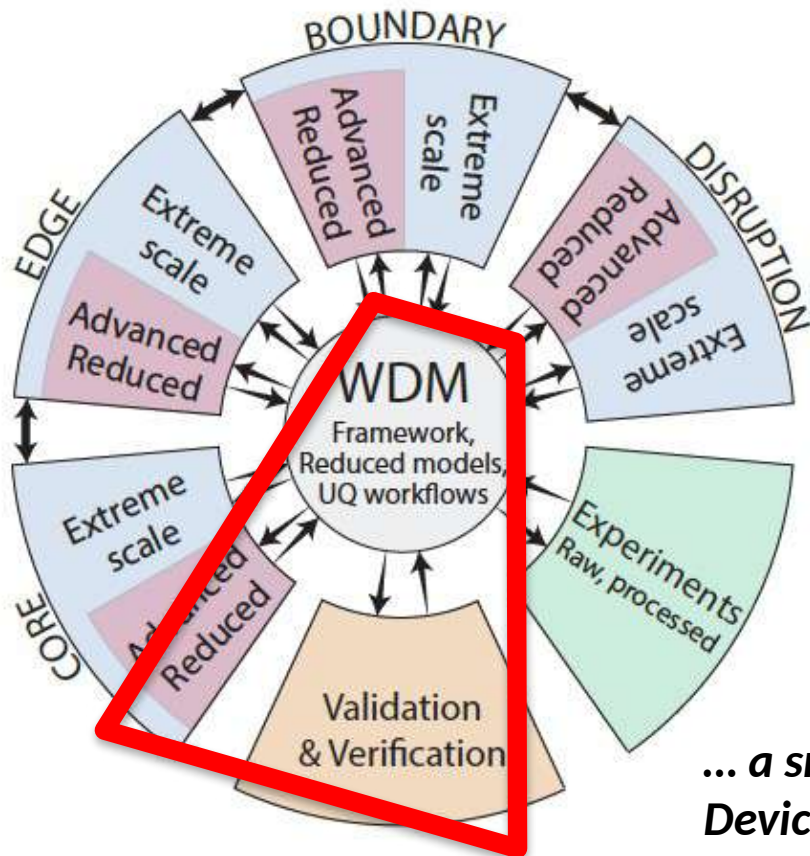 BOUNDARY
Advanced
Reduced
Extreme
scale
DISRUPTION
Advanced
Reduced
Extreme
scale
EDGE
Extreme
scale
Advanced
Reduced
WDM
Framework,
Reduced models,
UQ workflows
CORE
Extreme
scale
Advanced
Reduced
Experiments
Raw, processed
Validation
& Verification
... a
Devic